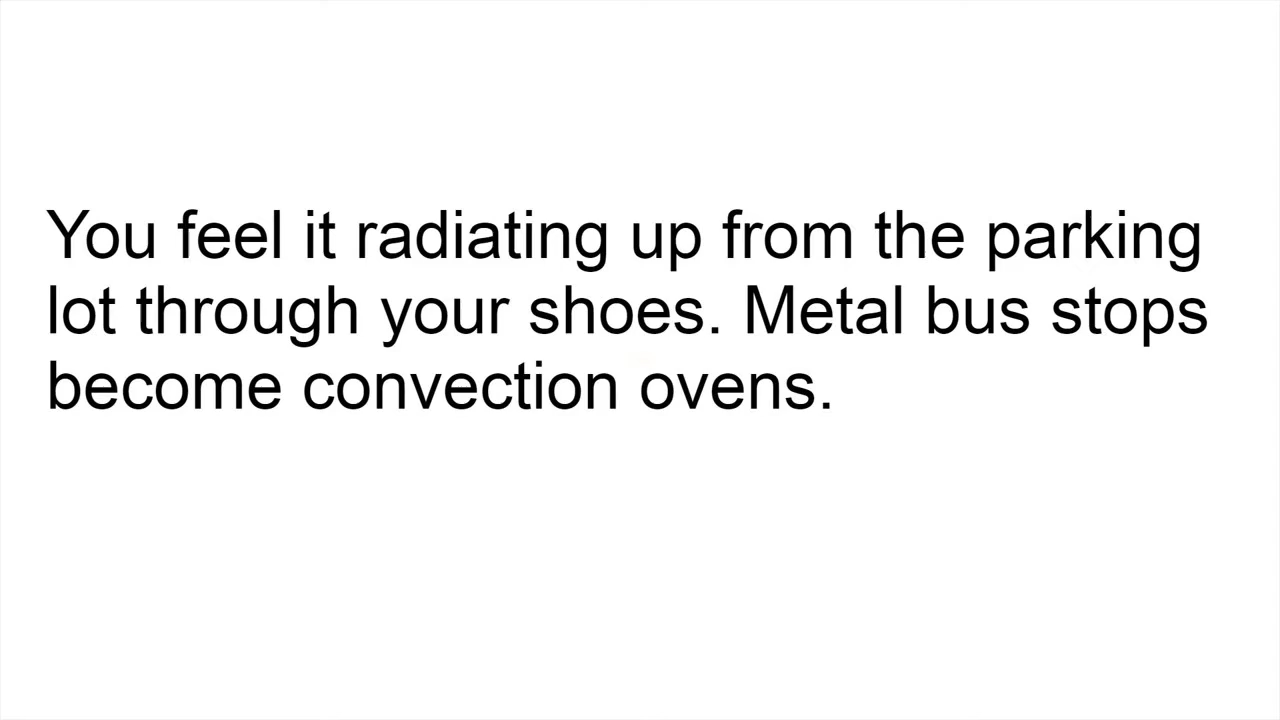 You feel it radiating up from the parking
lot through your shoes. Metal bus stops
become convection ovens.